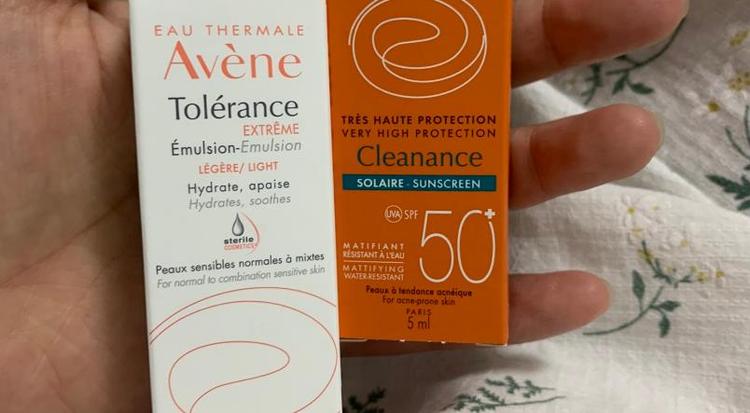 EAU THERMALE
Avène
Tolérance
EXTRÊME
Émulsion-Emulsion
LÉGÈRE/ LIGHT
Hydrate, apaise
Hydrates, soothes
sterile
COSMETICS
Peaux sensibles normales à mixtes
For normal to combination sensitive skin
TRÈS HAUTE PROTECTION
VERY HIGH PROTECTION
Cleanance
SOLAIRE - SUNSCREEN
UVA SPF 50+
MATIFIANT
RÉSISTANT À L'EAU
MATTIFYING
WATER-RESISTANT
Peaux à tendance acnéique
For acne-prone skin
PARIS
5 ml